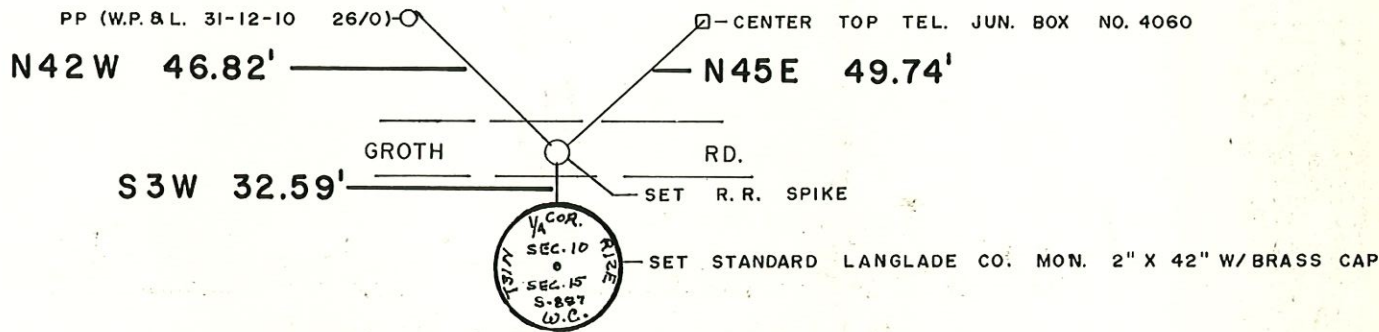 PP (W.P. & L. 31-12-10 26/0)
CENTER TOP TEL. JUN. BOX NO. 4060
N42W 46.82'
N45E 49.74'
GROTH RD.
S3W 32.59'
SET R.R. SPIKE
1/4 COR.
SEC. 10
T31N
R12E
SEC. 15
S-887
W.C.
SET STANDARD LANGLADE CO. MON. 2" X 42" W/BRASS CAP